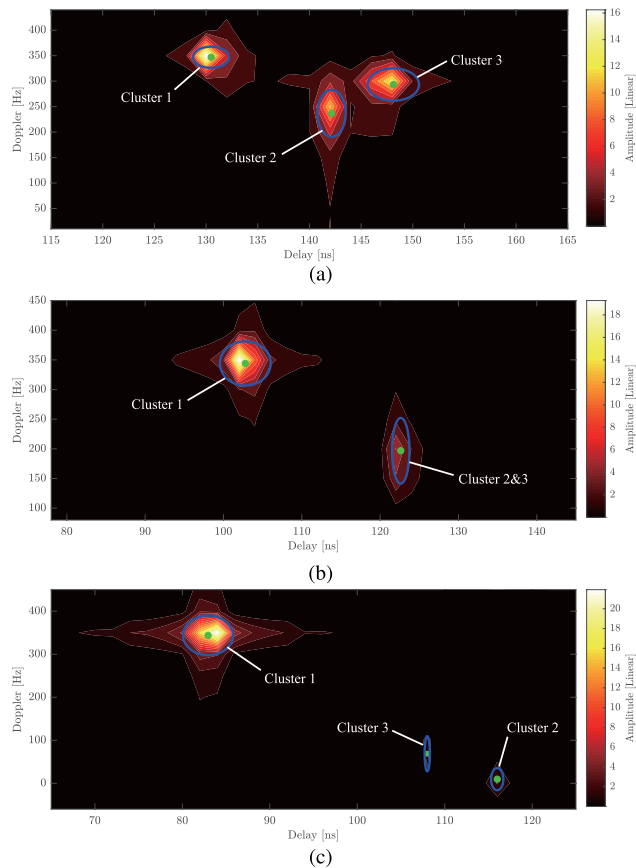 400
350
300
250
200
150
100
50
Doppler [Hz]
Cluster 1
Cluster 2
Cluster 3
115 120 125 130 135 140 145 150 155 160 165
Delay [ns]
16
14
12
10
8
6
4
2
Amplitude [Linear]
(a)
450
400
350
300
250
200
150
100
Doppler [Hz]
Cluster 1
Cluster 2&3
80 90 100 110 120 130 140
Delay [ns]
18
16
14
12
10
8
6
4
2
Amplitude [Linear]
(b)
400
300
200
100
0
Doppler [Hz]
Cluster 1
Cluster 3
Cluster 2
70 80 90 100 110 120
Delay [ns]
20
18
16
14
12
10
8
6
4
2
Amplitude [Linear]
(c)